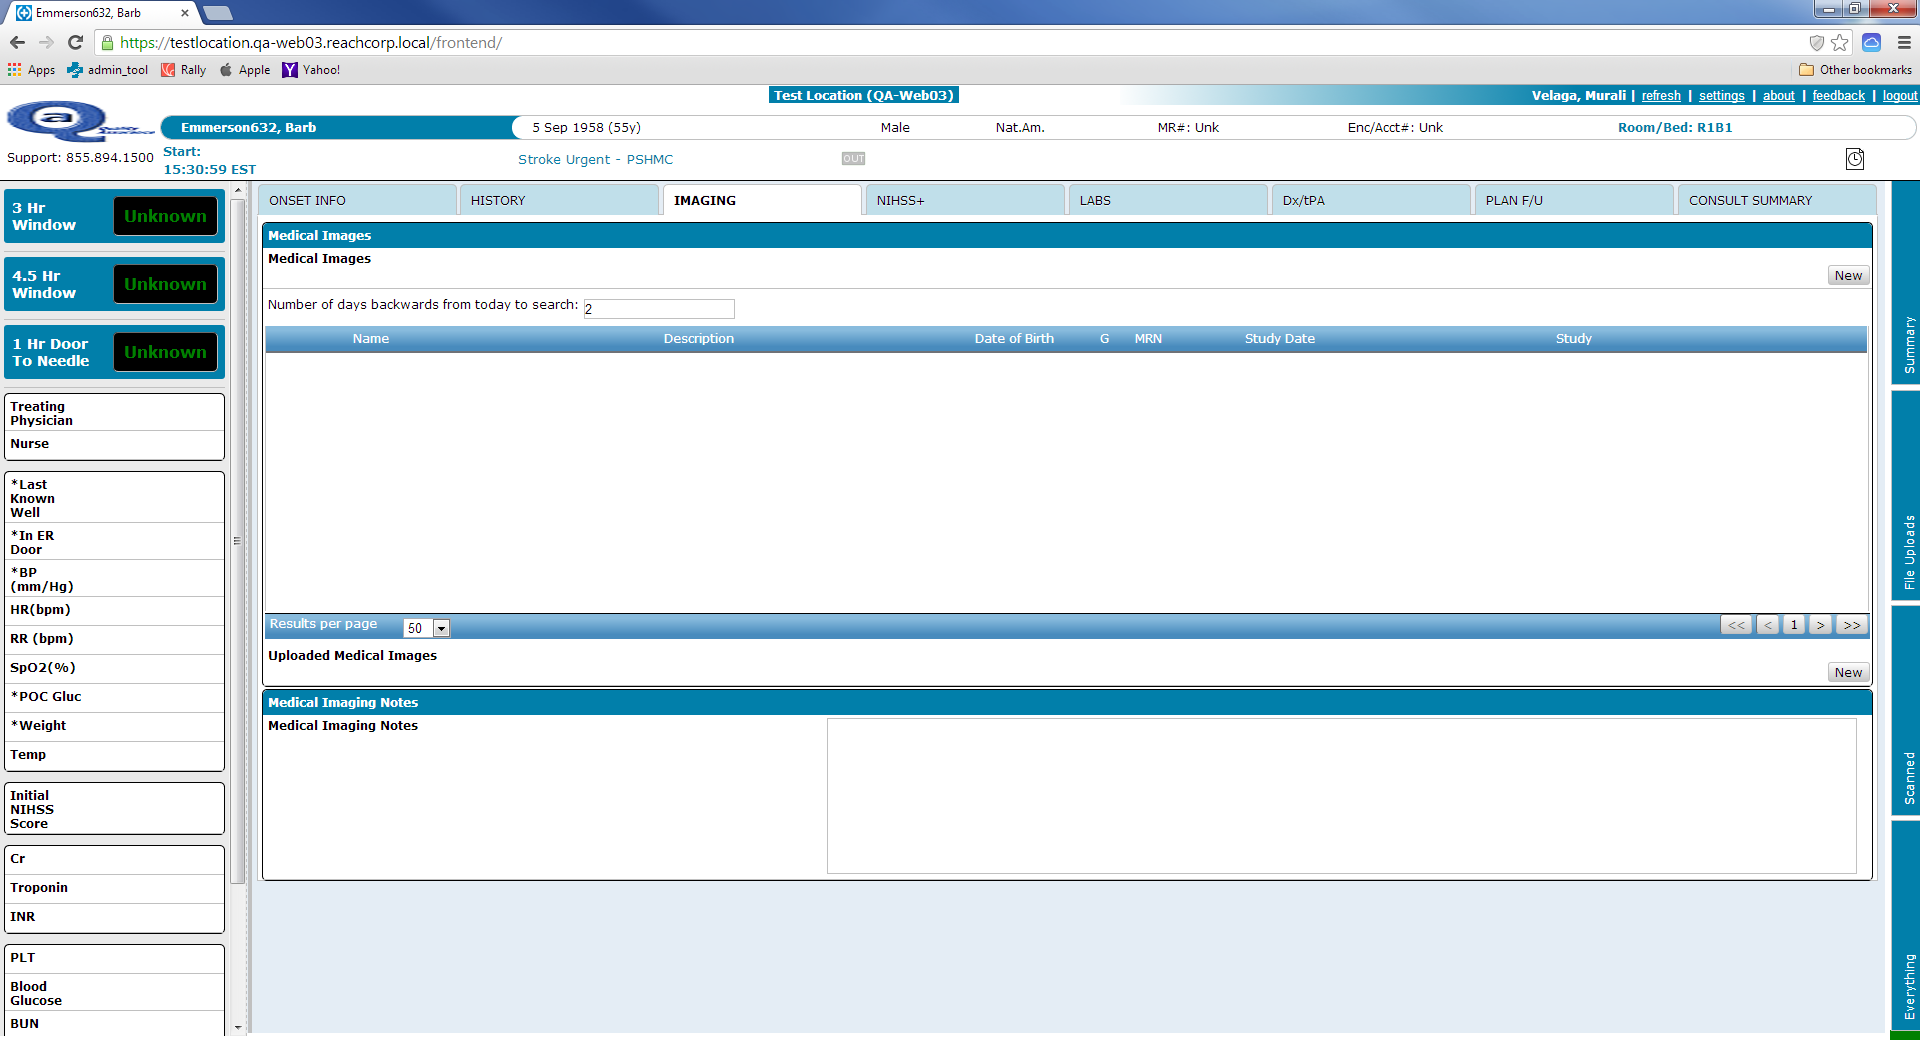 Emmerson632, Barb
https://testlocation.qa-web03.reachcorp.local/frontend/
Apps admin_tool Rally Apple Yahoo! Other bookmarks
Test Location (QA-Web03) Velaga, Murali | refresh | settings | about | feedback | logout
a Quality Assurance
Emmerson632, Barb 5 Sep 1958 (55y) Male Nat.Am. MR#: Unk Enc/Acct#: Unk Room/Bed: R1B1
Support: 855.894.1500
Start:
15:30:59 EST
Stroke Urgent - PSHMC OUT
3 Hr
Window
Unknown
4.5 Hr
Window
Unknown
1 Hr Door
To Needle
Unknown
Treating
Physician
Nurse
*Last
Known
Well
*In ER
Door
*BP
(mm/Hg)
HR(bpm)
RR (bpm)
SpO2(%)
*POC Gluc
*Weight
Temp
Initial
NIHSS
Score
Cr
Troponin
INR
PLT
Blood
Glucose
BUN
ONSET INFO HISTORY IMAGING NIHSS+ LABS Dx/tPA PLAN F/U CONSULT SUMMARY
Medical Images
Medical Images
New
Number of days backwards from today to search: 2
Name Description Date of Birth G MRN Study Date Study
Results per page 50 << < 1 > >>
Uploaded Medical Images
New
Medical Imaging Notes
Medical Imaging Notes
Summary
File Uploads
Scanned
Everything